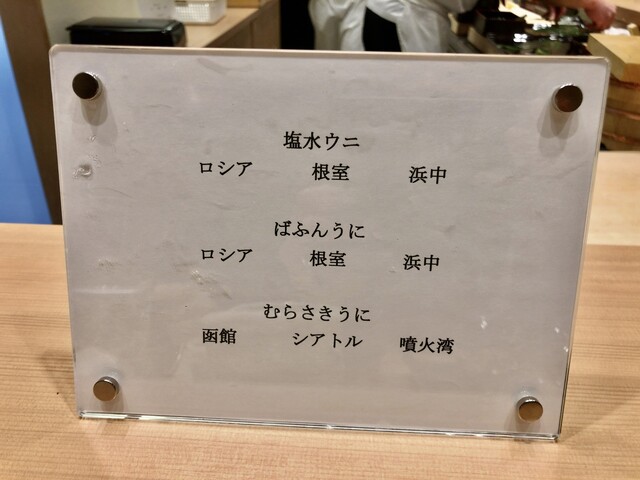 塩水ウニ
ロシア 根室 浜中
ばふんうに
ロシア 根室 浜中
むらさきうに
函館 シアトル 噴火湾